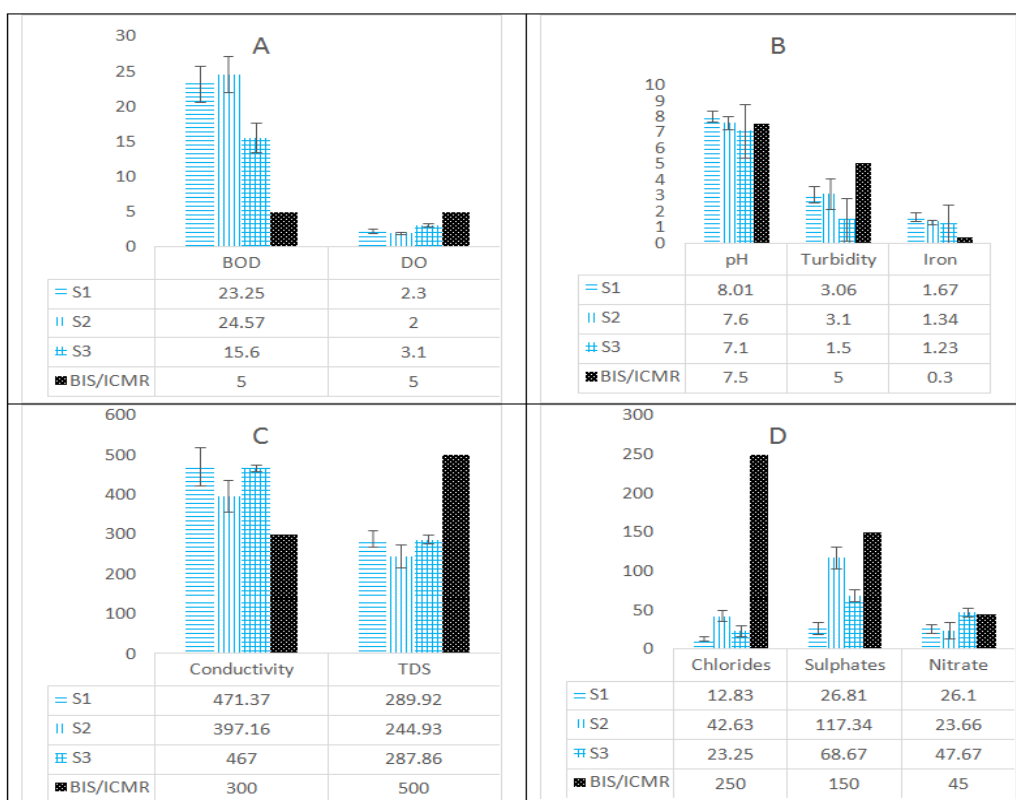 A
30
25
20
15
10
5
0
BOD DO
S1 23.25 2.3
S2 24.57 2
S3 15.6 3.1
BIS/ICMR 5 5
B
10
9
8
7
6
5
4
3
2
1
0
pH Turbidity Iron
S1 8.01 3.06 1.67
S2 7.6 3.1 1.34
S3 7.1 1.5 1.23
BIS/ICMR 7.5 5 0.3
C
600
500
400
300
200
100
0
Conductivity TDS
S1 471.37 289.92
S2 397.16 244.93
S3 467 287.86
BIS/ICMR 300 500
D
300
250
200
150
100
50
0
Chlorides Sulphates Nitrate
S1 12.83 26.81 26.1
S2 42.63 117.34 23.66
S3 23.25 68.67 47.67
BIS/ICMR 250 150 45